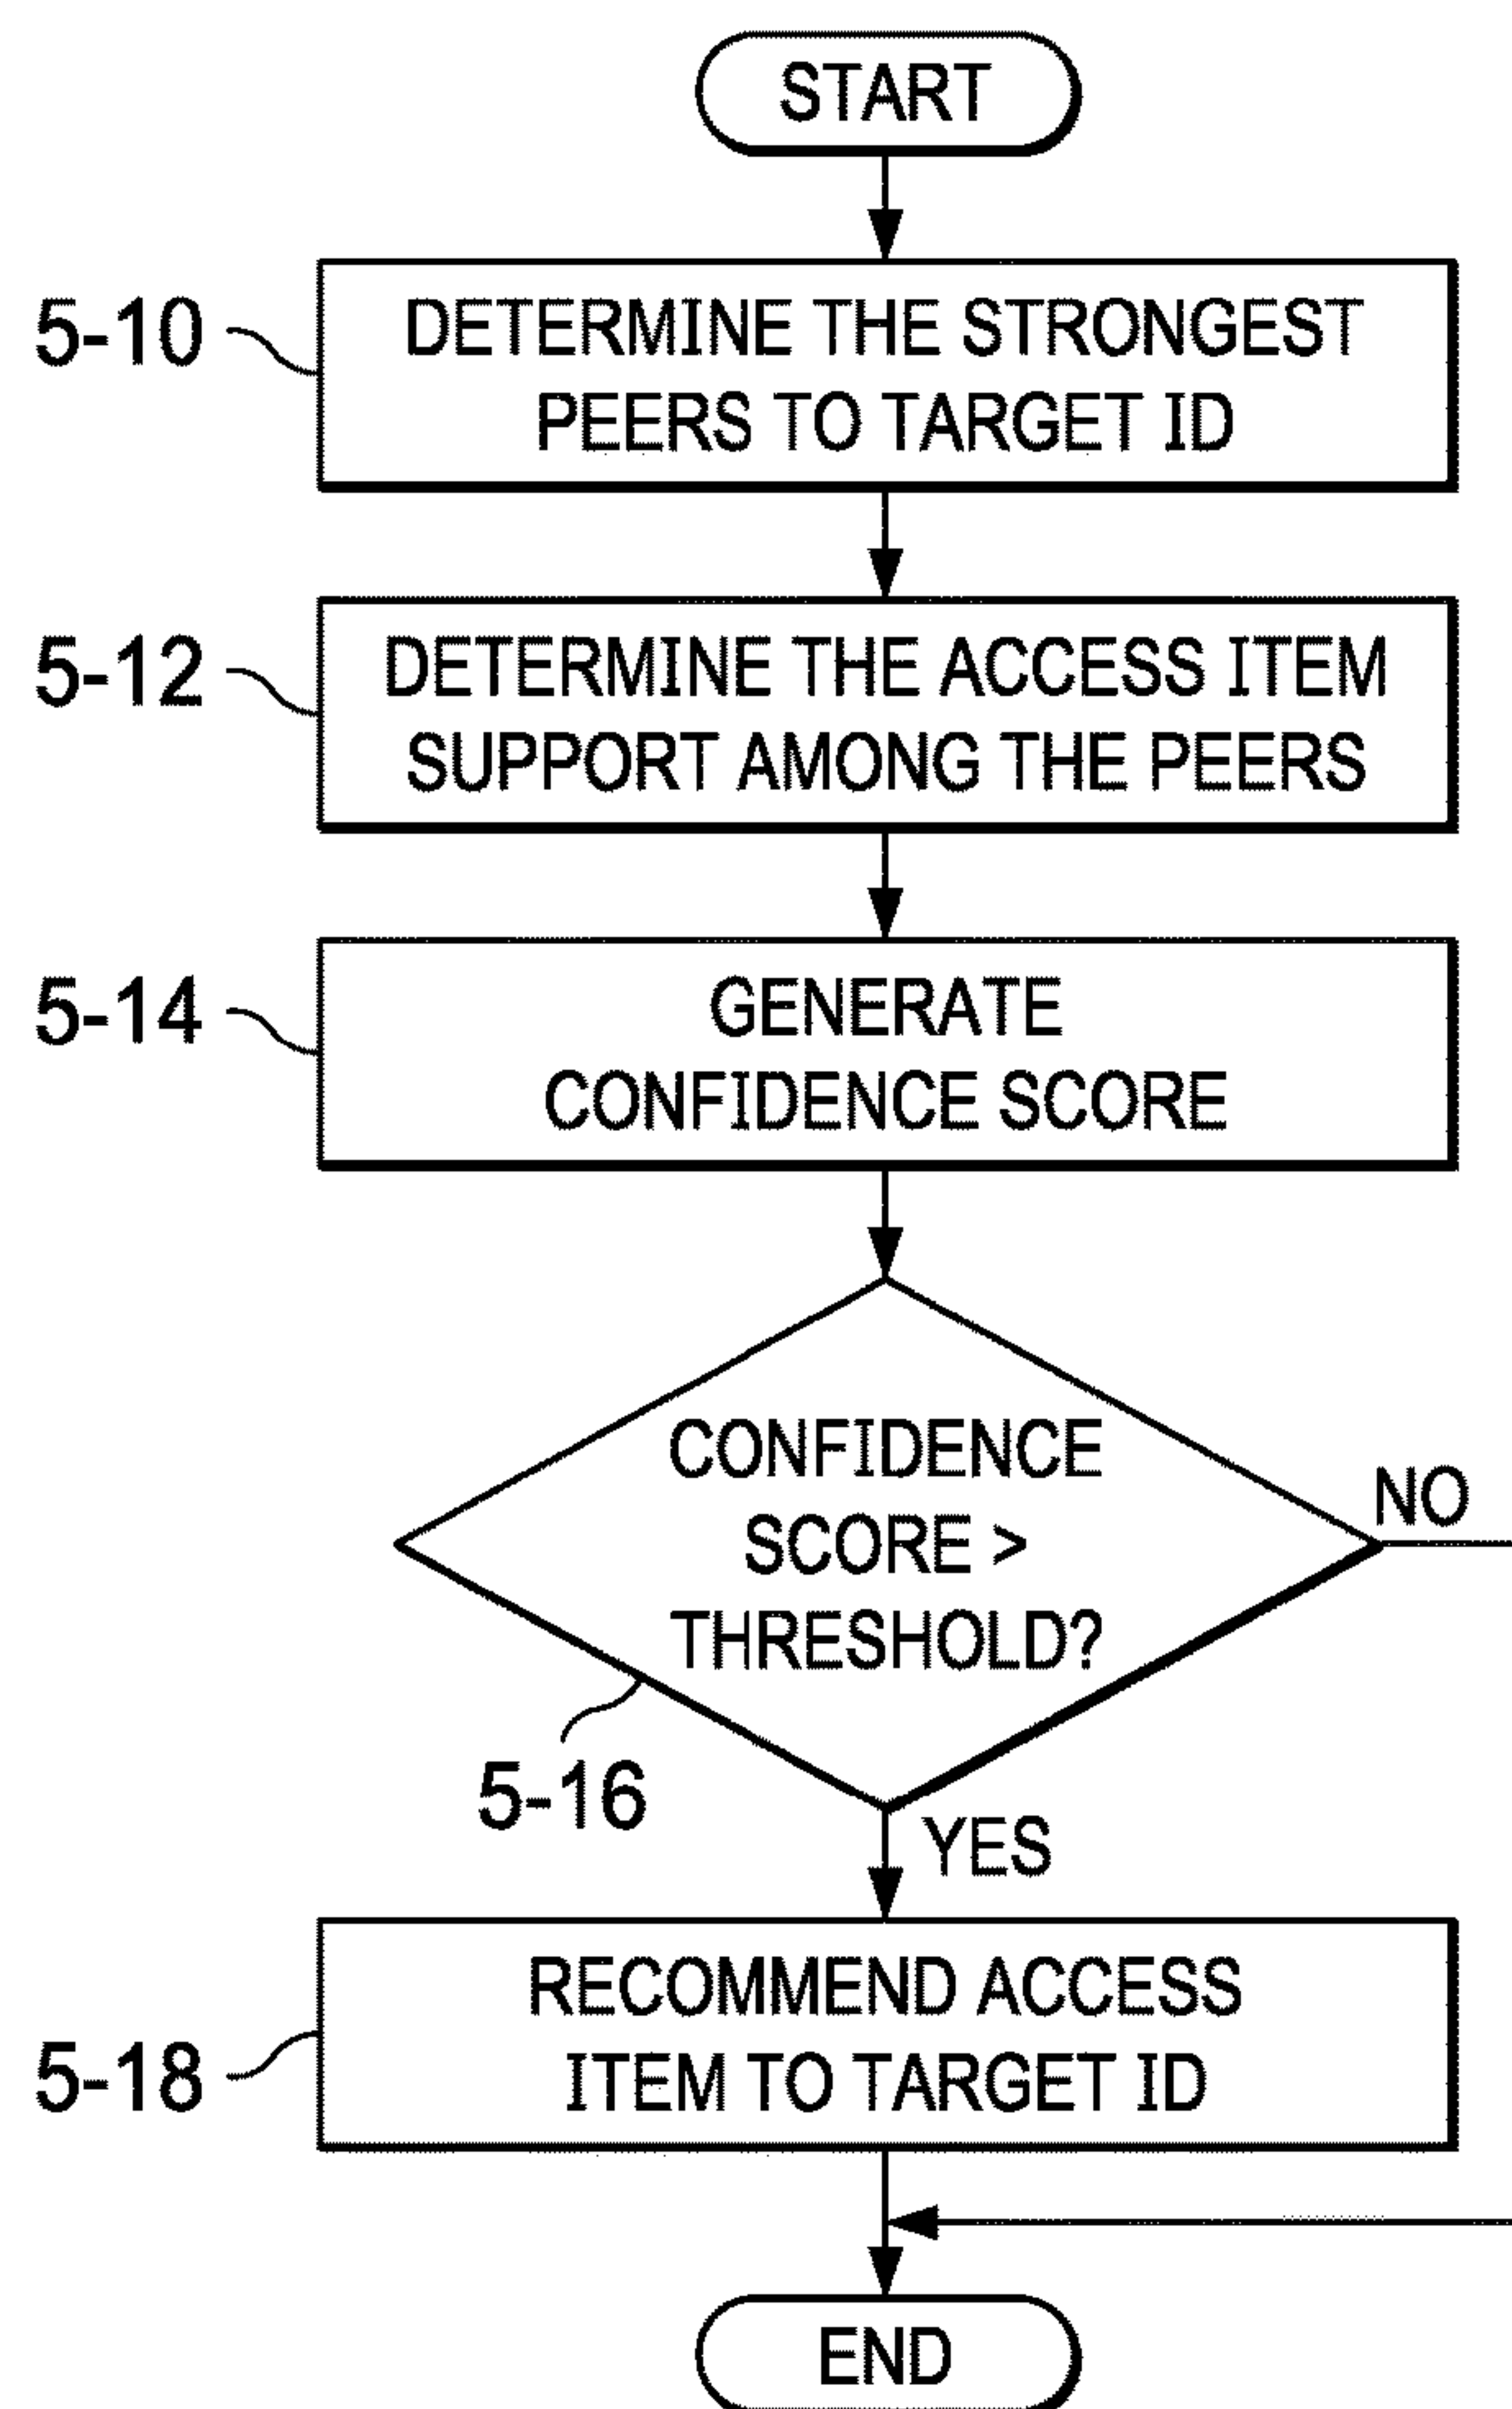 START
5-10
DETERMINE THE STRONGEST
PEERS TO TARGET ID
5-12
DETERMINE THE ACCESS ITEM
SUPPORT AMONG THE PEERS
5-14
GENERATE
CONFIDENCE SCORE
CONFIDENCE
SCORE >
THRESHOLD?
NO
5-16
YES
RECOMMEND ACCESS
ITEM TO TARGET ID
5-18
END